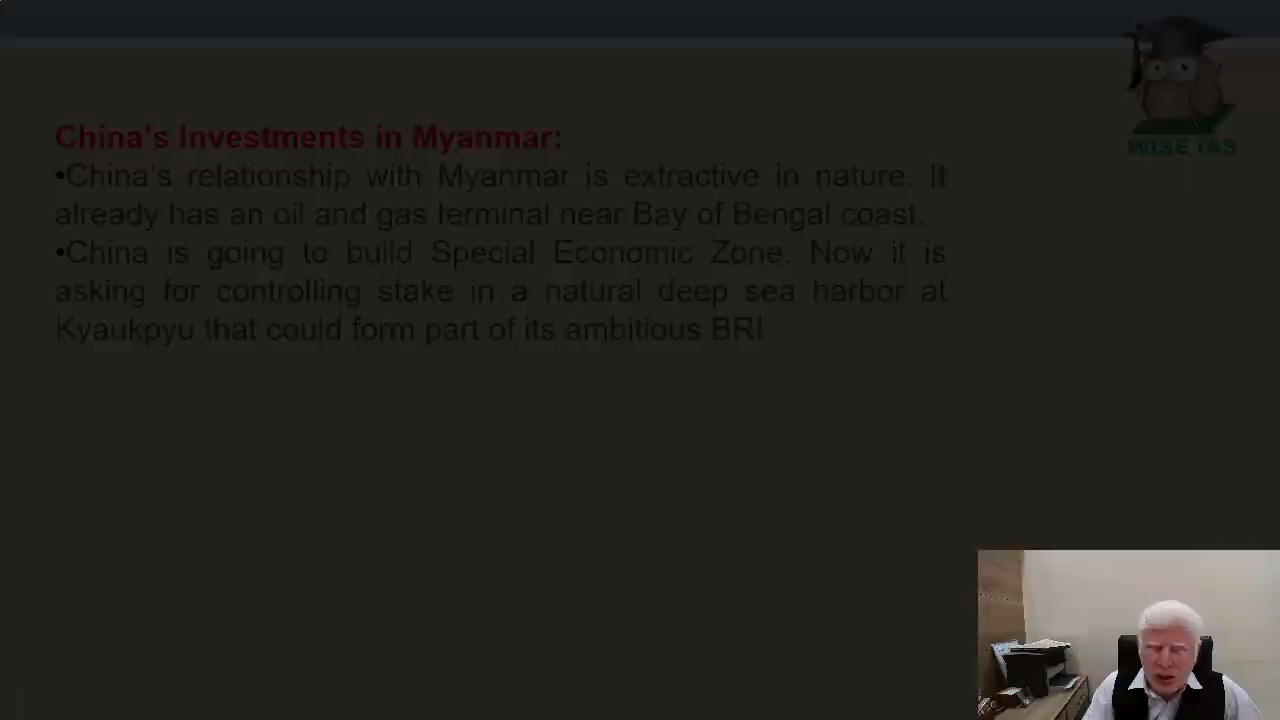 China's Investments in Myanmar:
•China's relationship with Myanmar is extractive in nature. It
already has an oil and gas terminal near Bay of Bengal coast.
•China is going to build Special Economic Zone. Now it is
asking for controlling stake in a natural deep sea harbor at
Kyaukpyu that could form part of its ambitious BRI
WISE IAS